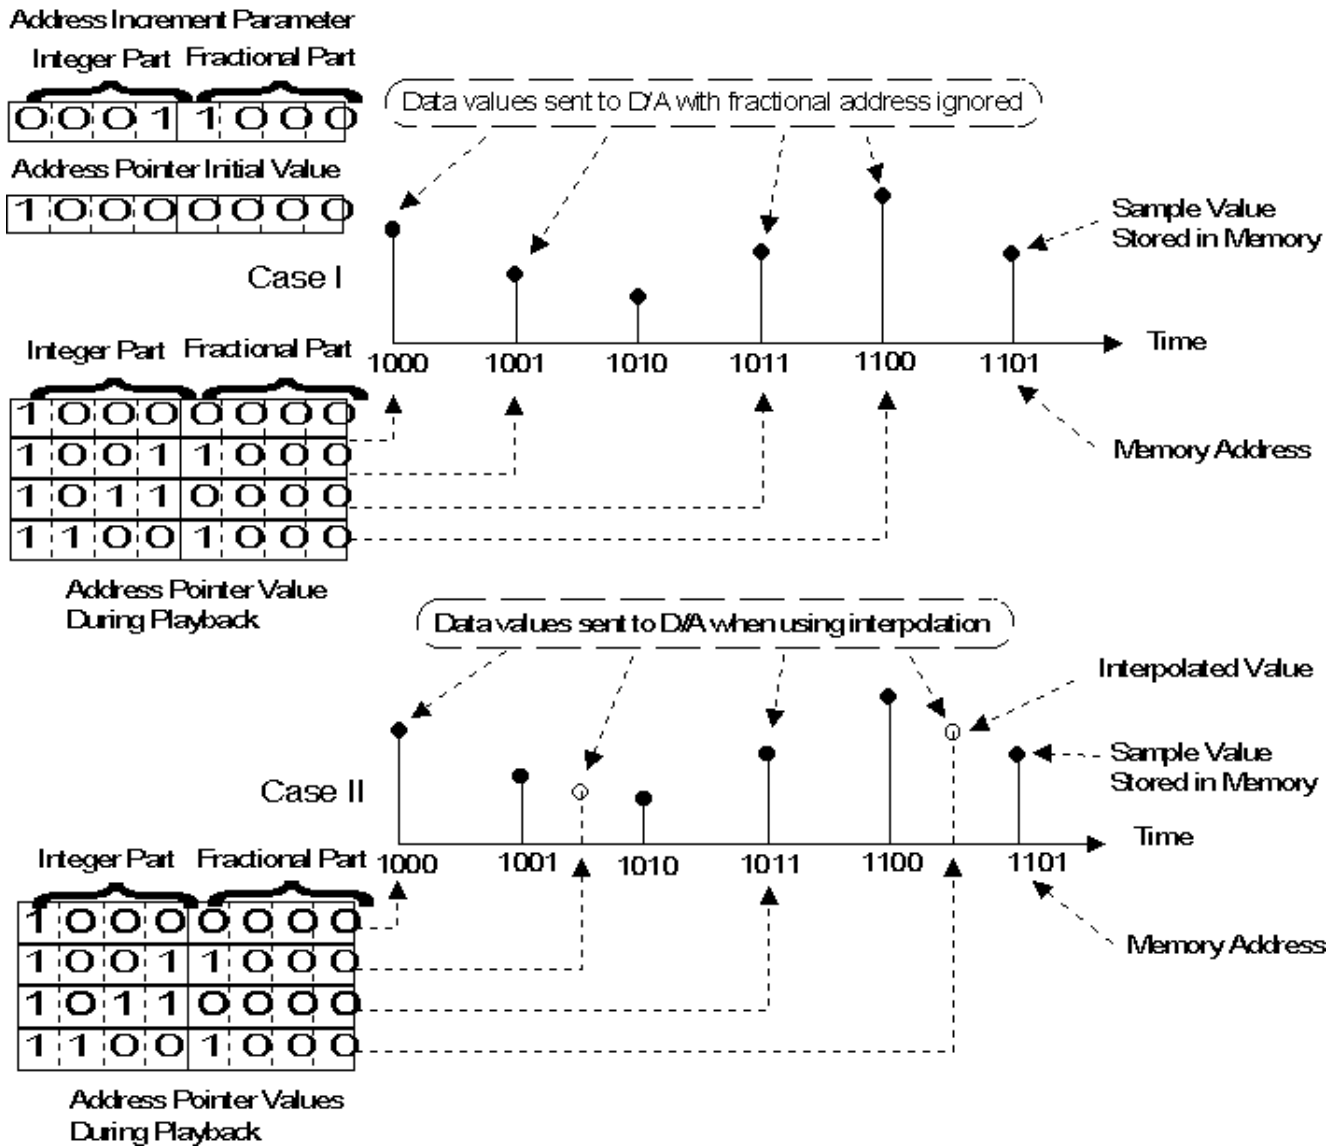 Address Increment Parameter
Integer Part Fractional Part
0 0 0 1 1 0 0 0
Address Pointer Initial Value
1 0 0 0 0 0 0 0
Data values sent to D/A with fractional address ignored
Sample Value
Stored in Memory
Case I
Time
1000 1001 1010 1011 1100 1101
Integer Part Fractional Part
1 0 0 0 0 0 0 0
1 0 0 1 1 0 0 0
1 0 1 1 0 0 0 0
1 1 0 0 1 0 0 0
Memory Address
Address Pointer Value
During Playback
Data values sent to D/A when using interpolation
Interpolated Value
Sample Value
Stored in Memory
Case II
Time
1000 1001 1010 1011 1100 1101
Integer Part Fractional Part
1 0 0 0 0 0 0 0
1 0 0 1 1 0 0 0
1 0 1 1 0 0 0 0
1 1 0 0 1 0 0 0
Memory Address
Address Pointer Values
During Playback